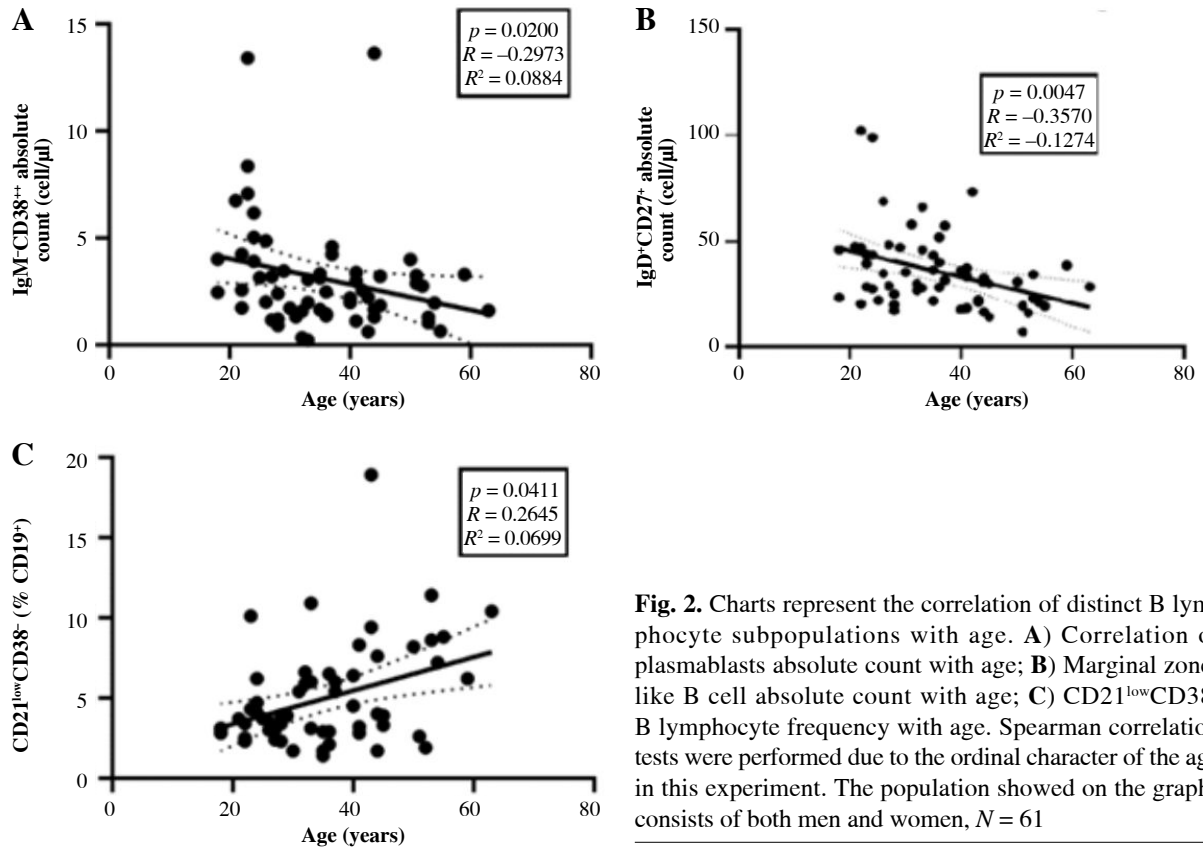 A
15
10
5
0
IgM-CD38++ absolute
count (cell/µl)
p = 0.0200
R = –0.2973
R² = 0.0884
0 20 40 60 80
Age (years)
B
150
100
50
0
IgD+CD27+ absolute
count (cell/µl)
p = 0.0047
R = –0.3570
R² = –0.1274
0 20 40 60 80
Age (years)
C
20
15
10
5
0
CD21lowCD38- (% CD19+)
p = 0.0411
R = 0.2645
R² = 0.0699
0 20 40 60 80
Age (years)
Fig. 2. Charts represent the correlation of distinct B lym
phocyte subpopulations with age. A) Correlation o
plasmablasts absolute count with age; B) Marginal zone
like B cell absolute count with age; C) CD21lowCD38
B lymphocyte frequency with age. Spearman correlation
tests were performed due to the ordinal character of the ag
in this experiment. The population showed on the graph
consists of both men and women, N = 61